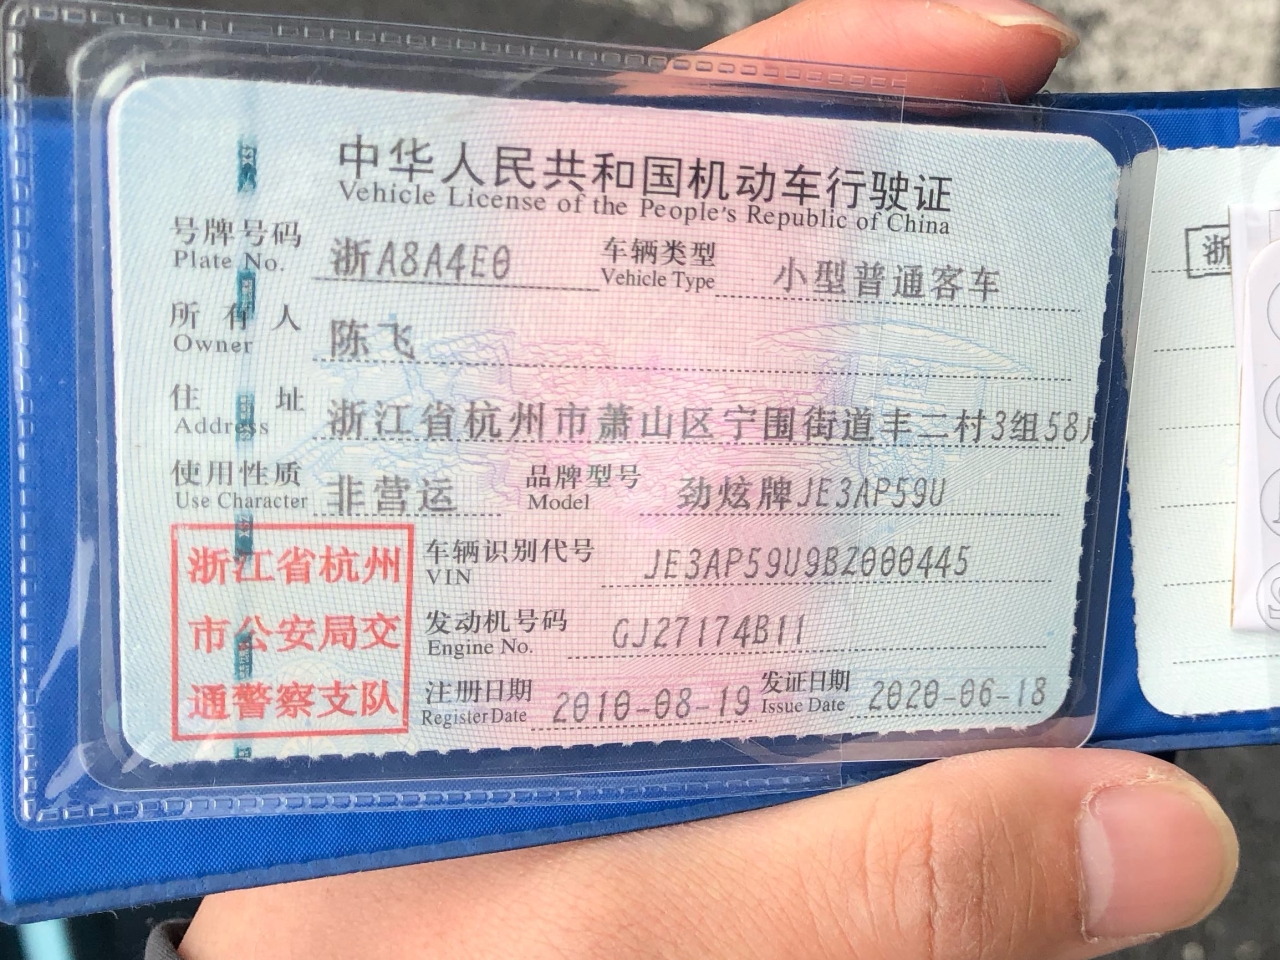 中华人民共和国机动车行驶证
Vehicle License of the People's Republic of China
号牌号码 浙A8A4E0 车辆类型 小型普通客车
Plate No. Vehicle Type
所有人 陈飞
Owner
住址 浙江省杭州市萧山区宁围街道丰二村3组58
Address
使用性质 非营运 品牌型号 劲炫牌JE3AP59U
Use Character Model
浙江省杭州
市公安局交
通警察支队
车辆识别代号 JE3AP59U9BZ000445
VIN
发动机号码 GJ27174B11
Engine No.
注册日期 2010-08-19 发证日期 2020-06-18
Register Date Issue Date
浙